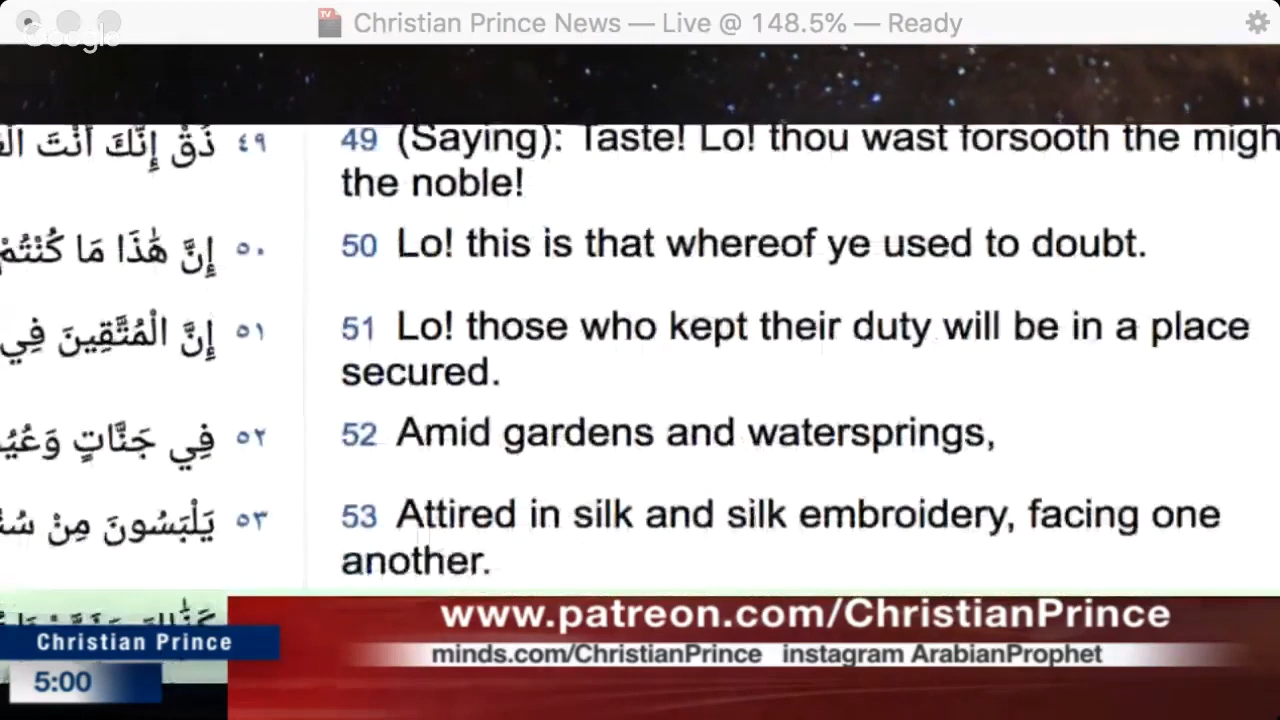 Christian Prince News — Live @ 148.5% — Ready
Google
ذُقْ إِنَّكَ أَنْتَ ٤٩
49 (Saying): Taste! Lo! thou wast forsooth the
the noble!
إِنَّ هَٰذَا مَا كُنْتُمْ ٥٠
50 Lo! this is that whereof ye used to doubt.
إِنَّ الْمُتَّقِينَ فِي ٥١
51 Lo! those who kept their duty will be in a place
secured.
فِي جَنَّاتٍ ٥٢
52 Amid gardens and watersprings,
يَلْبَسُونَ مِنْ ٥٣
53 Attired in silk and silk embroidery, facing one
another.
www.patreon.com/ChristianPrince
Christian Prince
minds.com/ChristianPrince instagram ArabianProphet
5:00